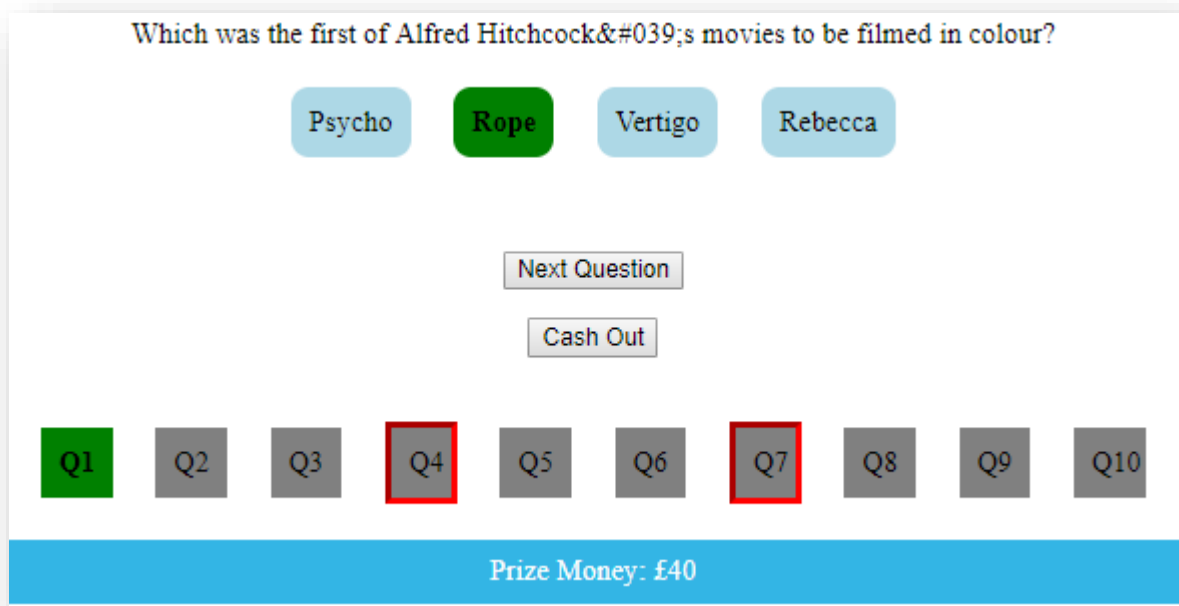 Which was the first of Alfred Hitchcock&#039;s movies to be filmed in colour?
Psycho Rope Vertigo Rebecca
Next Question
Cash Out
Q1 Q2 Q3 Q4 Q5 Q6 Q7 Q8 Q9 Q10
Prize Money: £40